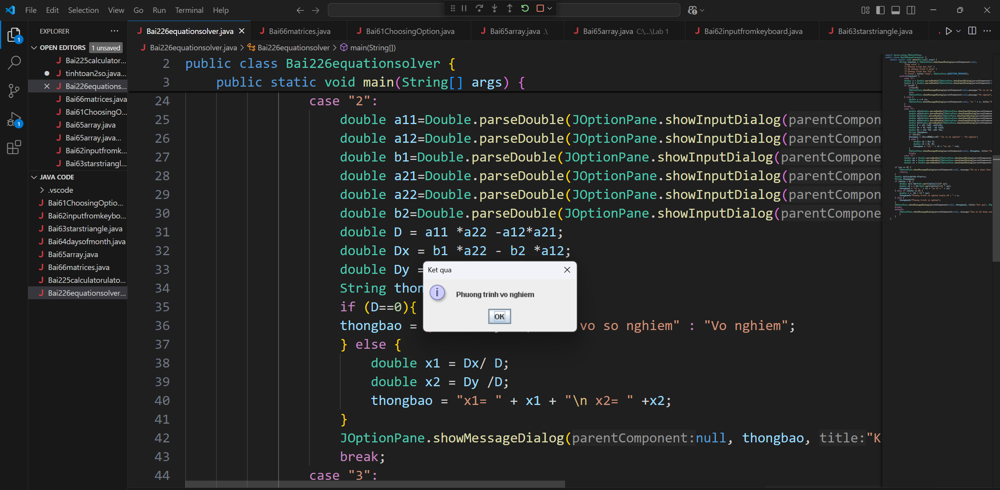 File Edit Selection View Go Run Terminal Help
EXPLORER
OPEN EDITORS 1 unsaved
Bai225calculator...
tinhtoan2so.java...
Bai226equations...
Bai66matrices.java
Bai61ChoosingO...
Bai65array.java
Bai65array.java...
Bai62inputfromk...
Bai63starstriangl...
JAVA CODE
.vscode
Bai61ChoosingOptio...
Bai62inputfromkeybo...
Bai63starstriangle.java
Bai64daysofmonth.java
Bai65array.java
Bai66matrices.java
Bai225calculatorulato...
Bai226equationsolver...
1
1
Bai226equationsolver.java Bai66matrices.java Bai61ChoosingOption.java Bai65array.java .\ Bai65array.java C:\...\Lab 1 Bai62inputfromkeyboard.java Bai63starstriangle.java
Bai226equationsolver.java > Bai226equationsolver > main(String[])
2 public class Bai226equationsolver {
3 public static void main(String[] args) {
24 case "2":
25 double a11=Double.parseDouble(JOptionPane.showInputDialog(parentCompon
26 double a12=Double.parseDouble(JOptionPane.showInputDialog(parentCompon
27 double b1=Double.parseDouble(JOptionPane.showInputDialog(parentCompone
28 double a21=Double.parseDouble(JOptionPane.showInputDialog(parentCompon
29 double a22=Double.parseDouble(JOptionPane.showInputDialog(parentCompon
30 double b2=Double.parseDouble(JOptionPane.showInputDialog(parentCompone
31 double D = a11 *a22 -a12*a21;
32 double Dx = b1 *a22 - b2 *a12;
33 double Dy =
34 String thon
35 if (D==0){
36 thongbao = vo so nghiem" : "Vo nghiem";
37 } else {
38 double x1 = Dx/ D;
39 double x2 = Dy /D;
40 thongbao = "x1= " + x1 + "\n x2= " +x2;
41 }
42 JOptionPane.showMessageDialog(parentComponent:null, thongbao, title:"K
43 break;
44 case "3":
Ket qua
Phuong trinh vo nghiem
OK